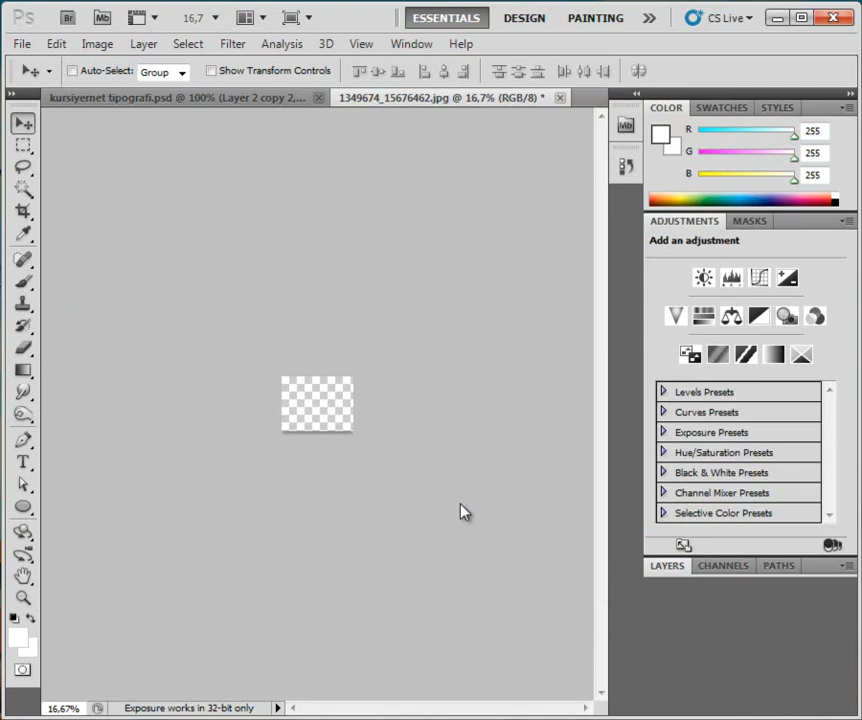 Ps
Br
Mb
16,7
ESSENTIALS
DESIGN
PAINTING
CS Live
File
Edit
Image
Layer
Select
Filter
Analysis
3D
View
Window
Help
Auto-Select:
Group
Show Transform Controls
kursiyernet tipografi.psd @ 100% (Layer 2 copy 2,...
1349674_15676462.jpg @ 16,7% (RGB/8) *
Mb
COLOR
SWATCHES
STYLES
R
255
G
255
B
255
ADJUSTMENTS
MASKS
Add an adjustment
Levels Presets
Curves Presets
Exposure Presets
Hue/Saturation Presets
Black & White Presets
Channel Mixer Presets
Selective Color Presets
LAYERS
CHANNELS
PATHS
T
16,67%
Exposure works in 32-bit only